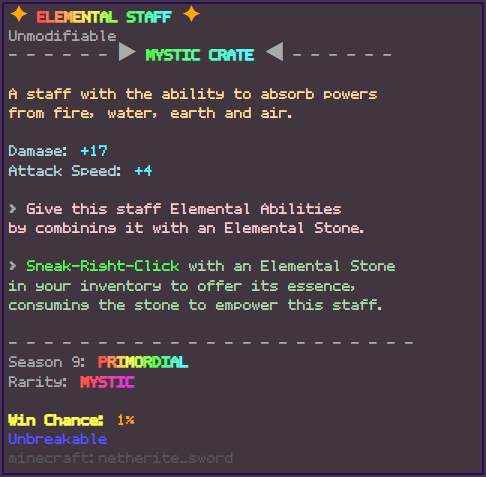 ✦ ELEMENTAL STAFF ✦
Unmodifiable
- - - - - - ▶ MYSTIC CRATE ◀ - - - - - -
A staff with the ability to absorb powers
from fire, water, earth and air.
Damage: +17
Attack Speed: +4
> Give this staff Elemental Abilities
by combining it with an Elemental Stone.
> Sneak-Right-Click with an Elemental Stone
in your inventory to offer its essence,
consuming the stone to empower this staff.
- - - - - - - - - - - - - - - - - - - - - - -
Season 9: PRIMORDIAL
Rarity: MYSTIC
Win Chance: 1%
Unbreakable
minecraft:netherite_sword